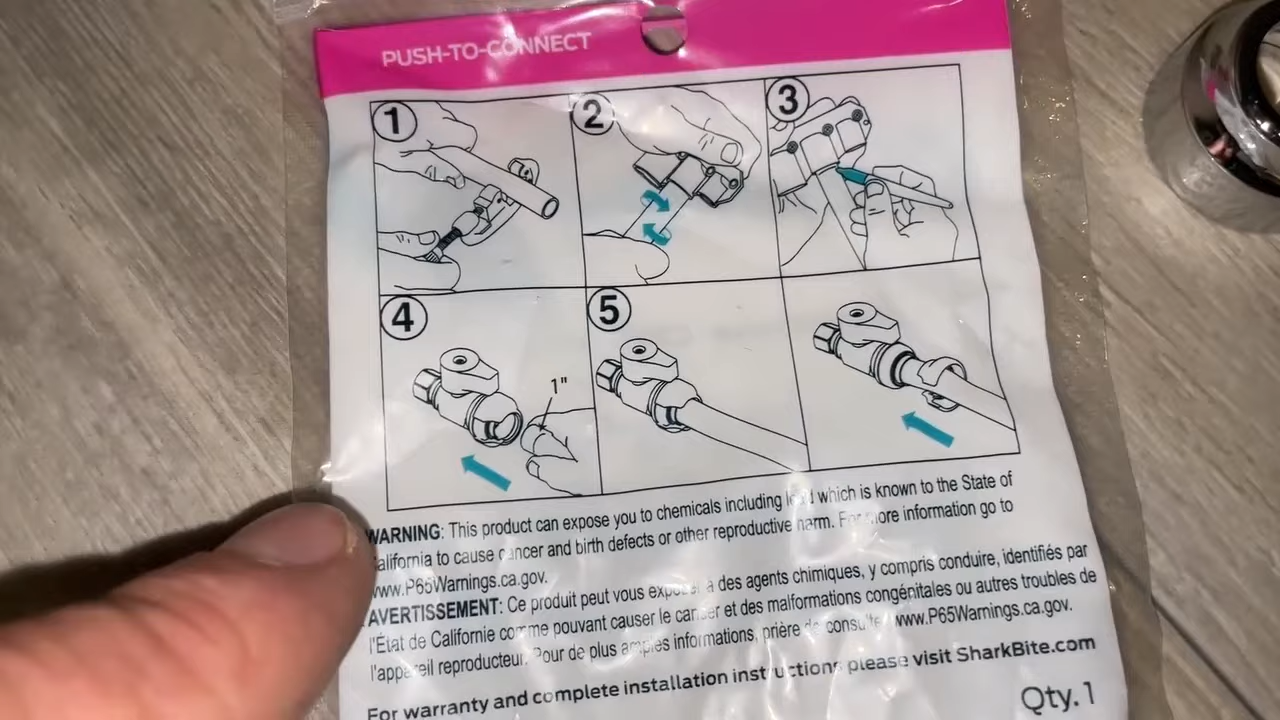 PUSH-TO-CONNECT
1
2
3
4
1"
5
WARNING: This product can expose you to chemicals including which is known to the State of
California to cause cancer and birth defects or other reproductive harm. For more information go to
www.P65Warnings.ca.gov.
AVERTISSEMENT: Ce produit peut vous exposer à des agents chimiques, y compris conduire, identifiés par
l'État de Californie comme pouvant causer le cancer et des malformations congénitales ou autres troubles de
l'appareil reproducteur. Pour de plus amples informations, prière de consulter www.P65Warnings.ca.gov.
For warranty and complete installation instructions please visit SharkBite.com
Qty. 1